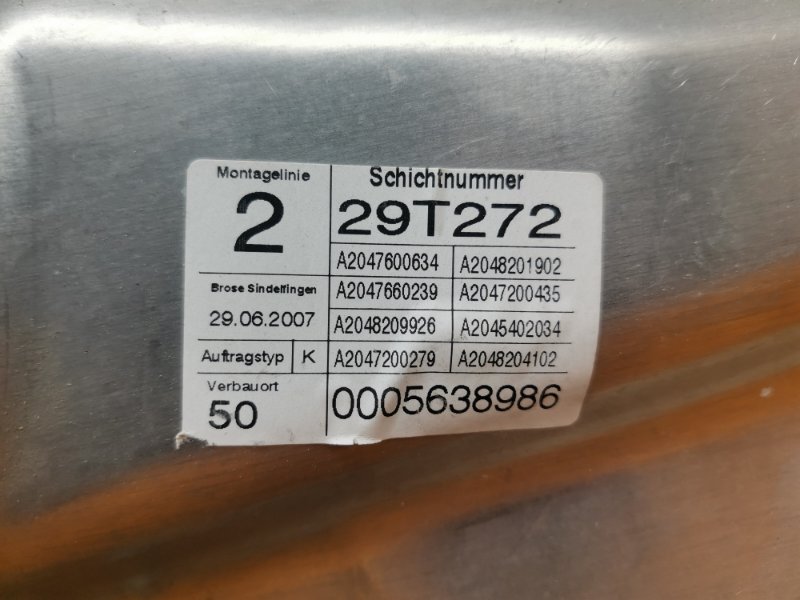 Montagelinie
2
Schichtnummer
29T272
A2047600634 A2048201902
Brose Sindelfingen
29.06.2007
A2047660239 A2047200435
A2048209926 A2045402034
Auftragstyp K
A2047200279 A2048204102
Verbauort
50
0005638986